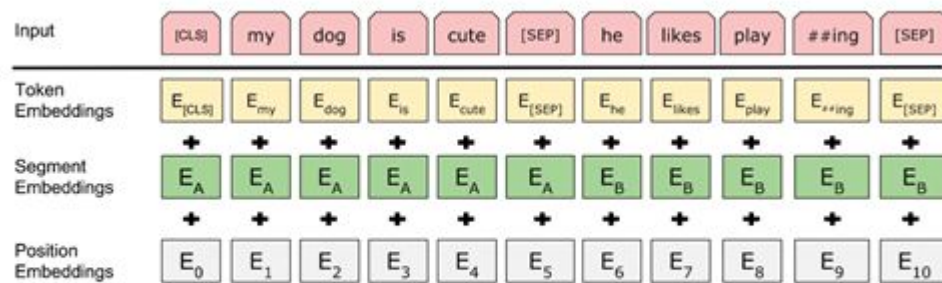 Input [CLS] my dog is cute [SEP] he likes play ##ing [SEP]
Token Embeddings E[CLS] Emy Edog Eis Ecute E[SEP] Ehe Elikes Eplay E##ing E[SEP]
+ + + + + + + + + + +
Segment Embeddings EA EA EA EA EA EA EB EB EB EB EB
+ + + + + + + + + + +
Position Embeddings E0 E1 E2 E3 E4 E5 E6 E7 E8 E9 E10